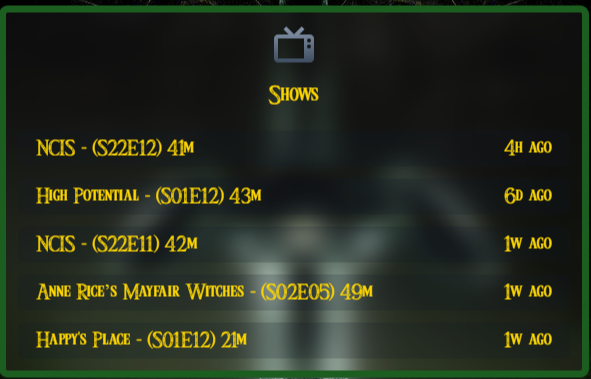 Shows
NCIS - (S22E12) 41m
4h ago
High Potential - (S01E12) 43m
6d ago
NCIS - (S22E11) 42m
1w ago
Anne Rice's Mayfair Witches - (S02E05) 49m
1w ago
Happy's Place - (S01E12) 21m
1w ago